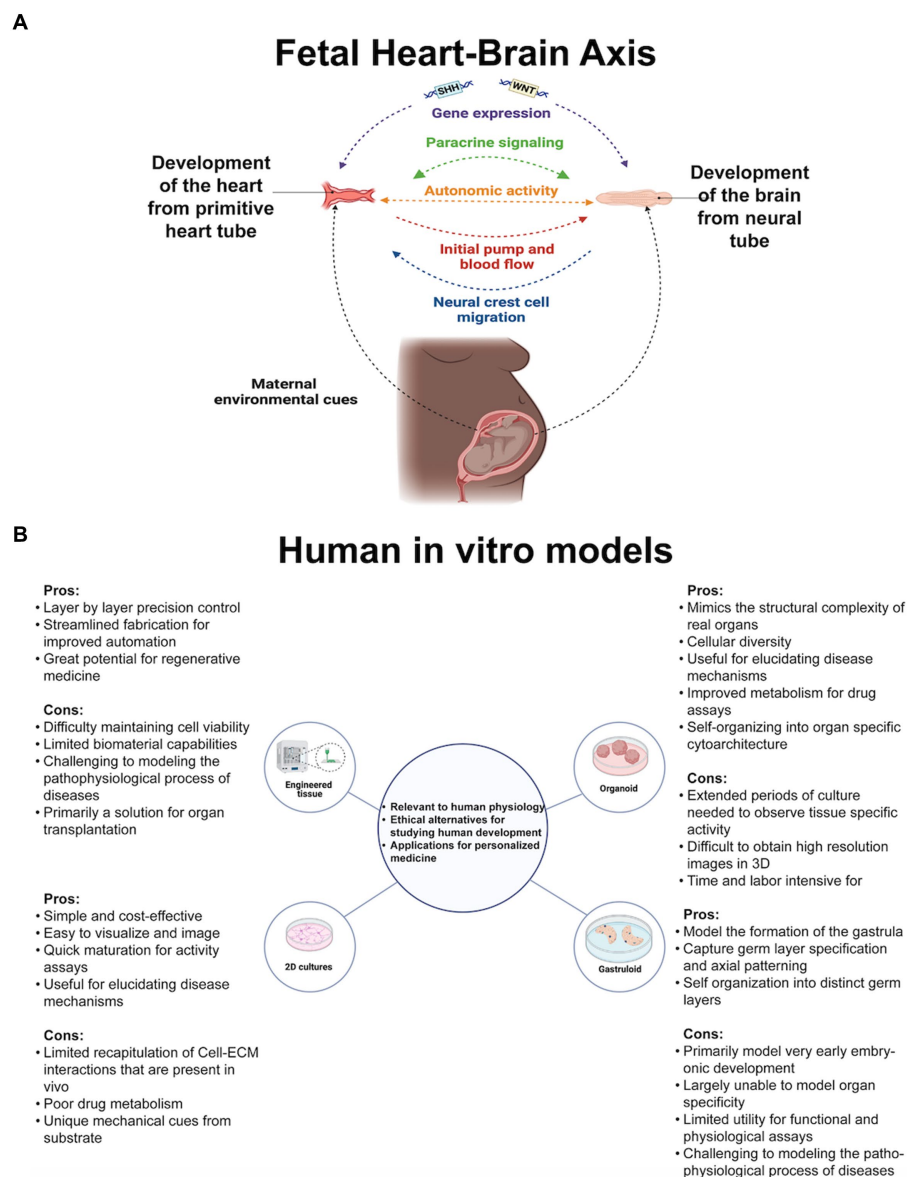 A
Fetal Heart-Brain Axis
SHH
WNT
Gene expression
Paracrine signaling
Development
of the heart
from primitive
heart tube
Autonomic activity
Development
of the brain
from neural
tube
Initial pump and
blood flow
Neural crest cell
migration
Maternal
environmental cues
B
Human in vitro models
Pros:
• Layer by layer precision control
• Streamlined fabrication for
improved automation
• Great potential for regenerative
medicine
Cons:
• Difficulty maintaining cell viability
• Limited biomaterial capabilities
• Challenging to modeling the
pathophysiological process of
diseases
• Primarily a solution for organ
transplantation
Engineered
tissue
Pros:
• Mimics the structural complexity of
real organs
• Cellular diversity
• Useful for elucidating disease
mechanisms
• Improved metabolism for drug
assays
• Self-organizing into organ specific
cytoarchitecture
Cons:
• Extended periods of culture
needed to observe tissue specific
activity
• Difficult to obtain high resolution
images in 3D
• Time and labor intensive for
Organoid
• Relevant to human physiology
• Ethical alternatives for
studying human development
• Applications for personalized
medicine
Pros:
• Simple and cost-effective
• Easy to visualize and image
• Quick maturation for activity
assays
• Useful for elucidating disease
mechanisms
Cons:
• Limited recapitulation of Cell-ECM
interactions that are present in
vivo
• Poor drug metabolism
• Unique mechanical cues from
substrate
2D cultures
Pros:
• Model the formation of the gastrula
• Capture germ layer specification
and axial patterning
• Self organization into distinct germ
layers
Cons:
• Primarily model very early embry-
onic development
• Largely unable to model organ
specificity
• Limited utility for functional and
physiological assays
• Challenging to modeling the patho-
physiological process of diseases
Gastruloid